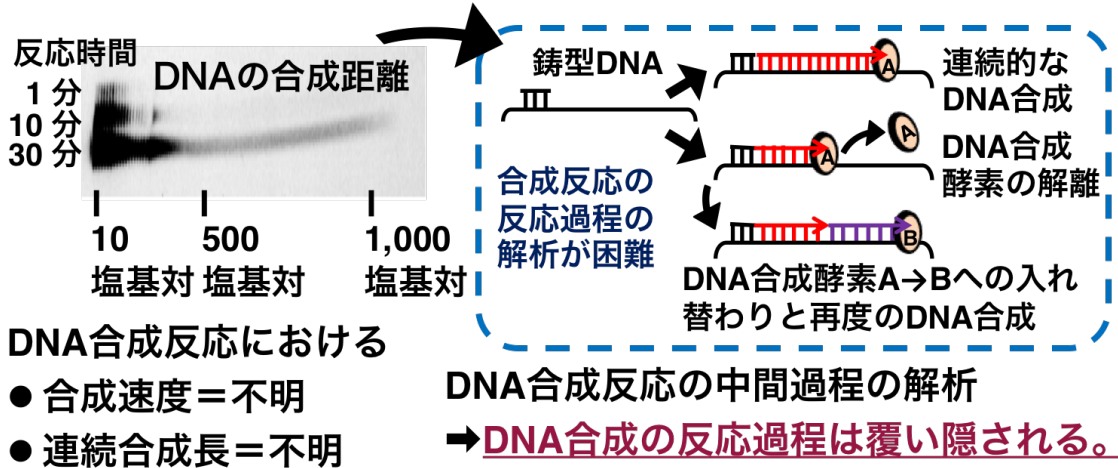 反応時間
DNAの合成距離
1 分
10 分
30 分
10
塩基対
500
塩基対
1,000
塩基対
DNA合成反応における
● 合成速度＝不明
● 連続合成長＝不明
鋳型DNA
合成反応の
反応過程の
解析が困難
A
連続的な
DNA合成
A
A
DNA合成
酵素の解離
B
DNA合成酵素A→Bへの入れ
替わりと再度のDNA合成
DNA合成反応の中間過程の解析
➡DNA合成の反応過程は覆い隠される。